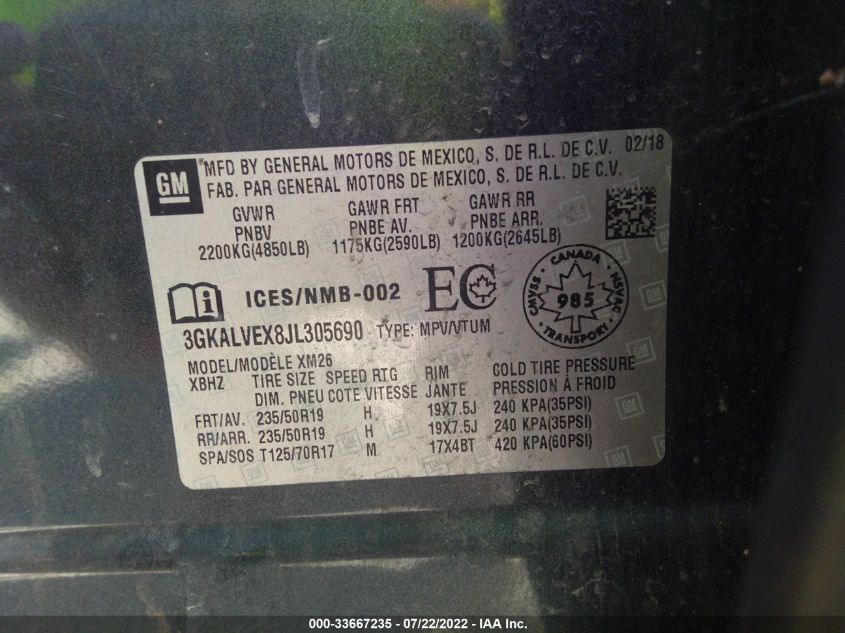 GM
®MFD BY GENERAL MOTORS DE MEXICO, S. DE R.L. DE C.V. 02/18
FAB. PAR GENERAL MOTORS DE MEXICO, S. DE R.L. DE C.V.
GVWR GAWR FRT GAWR RR
PNBV PNBE AV. PNBE ARR.
2200KG(4850LB) 1175KG(2590LB) 1200KG(2645LB)
i ICES/NMB-002 EC
CANADA
CMVSS 985 NSVAC
TRANSPORT
3GKALVEX8JL305690 TYPE: MPV/VTUM
MODEL/MODÈLE XM26
XBHZ TIRE SIZE SPEED RTG RIM COLD TIRE PRESSURE
DIM. PNEU COTE VITESSE JANTE PRESSION À FROID
FRT/AV. 235/50R19 H 19X7.5J 240 KPA(35PSI)
RR/ARR. 235/50R19 H 19X7.5J 240 KPA(35PSI)
SPA/SOS T125/70R17 M 17X4BT 420 KPA(60PSI)
000-33667235 - 07/22/2022 - IAA Inc.